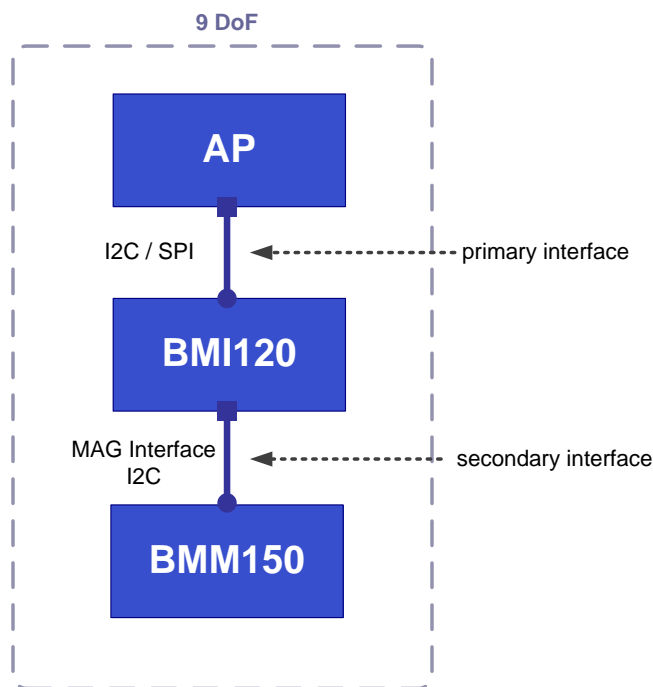 9 DoF
AP
I2C / SPI
primary interface
BMI120
MAG Interface
I2C
secondary interface
BMM150